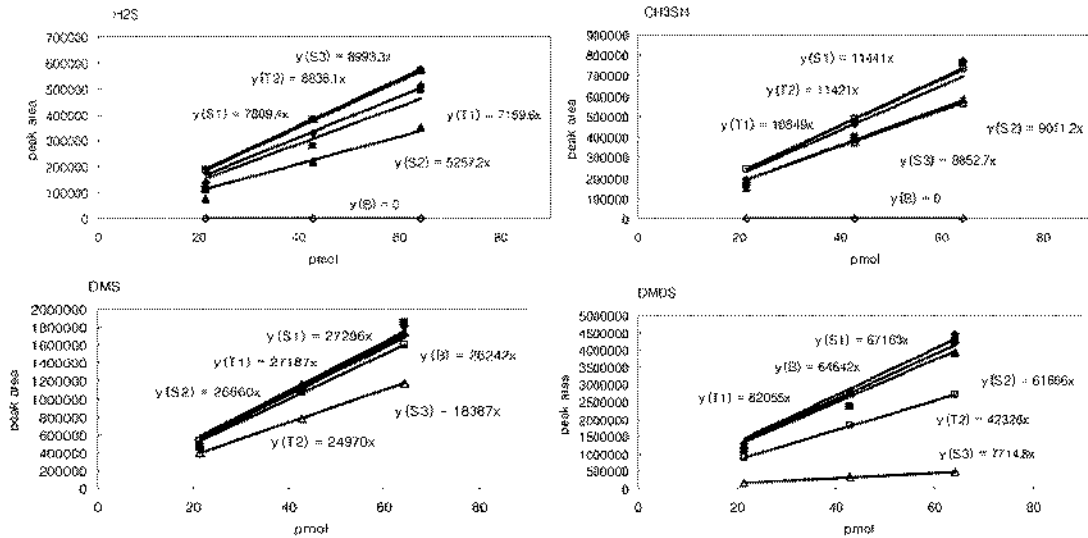 H2S
700000
600000
500000
400000
300000
200000
100000
0
0
20
40
60
80
peak area
pmol
y(S3) = 8993.3x
y(T2) = 8836.1x
y(S1) = 7809.4x
y(T1) = 7159.6x
y(S2) = 5257.2x
y(B) = 0
CH3SH
900000
800000
700000
600000
500000
400000
300000
200000
100000
0
0
20
40
60
80
peak area
pmol
y(S1) = 11441x
y(T2) = 11421x
y(T1) = 10849x
y(S2) = 9051.2x
y(S3) = 8852.7x
y(B) = 0
DMS
2000000
1800000
1600000
1400000
1200000
1000000
800000
600000
400000
200000
0
0
20
40
60
80
peak area
pmol
y(S1) = 27296x
y(T1) = 27187x
y(B) = 26242x
y(S2) = 26660x
y(S3) = 18387x
y(T2) = 24970x
DMDS
5000000
4500000
4000000
3500000
3000000
2500000
2000000
1500000
1000000
500000
0
0
20
40
60
80
peak area
pmol
y(S1) = 67163x
y(B) = 64642x
y(S2) = 61696x
y(T1) = 62055x
y(T2) = 42326x
y(S3) = 7714.8x